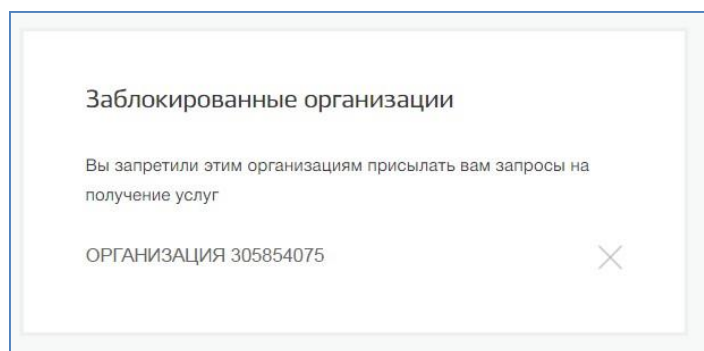 Заблокированные организации
Вы запретили этим организациям присылать вам запросы на
получение услуг
ОРГАНИЗАЦИЯ 305854075